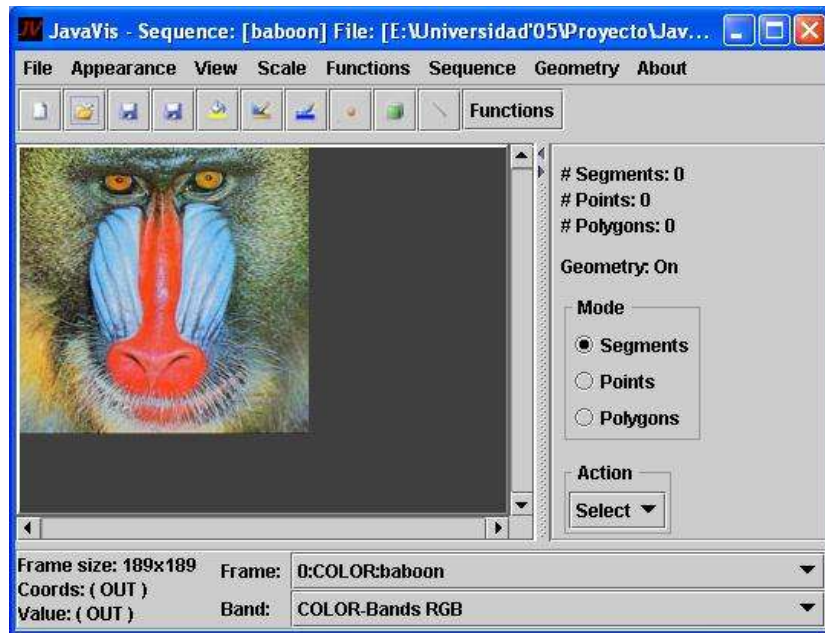 JV JavaVis - Sequence: [baboon] File: [E:\Universidad'05\Proyecto\Jav...
File Appearance View Scale Functions Sequence Geometry About
Functions
# Segments: 0
# Points: 0
# Polygons: 0
Geometry: On
Mode
Segments
Points
Polygons
Action
Select
Frame size: 189x189
Coords: ( OUT )
Value: ( OUT )
Frame: 0:COLOR:baboon
Band: COLOR-Bands RGB